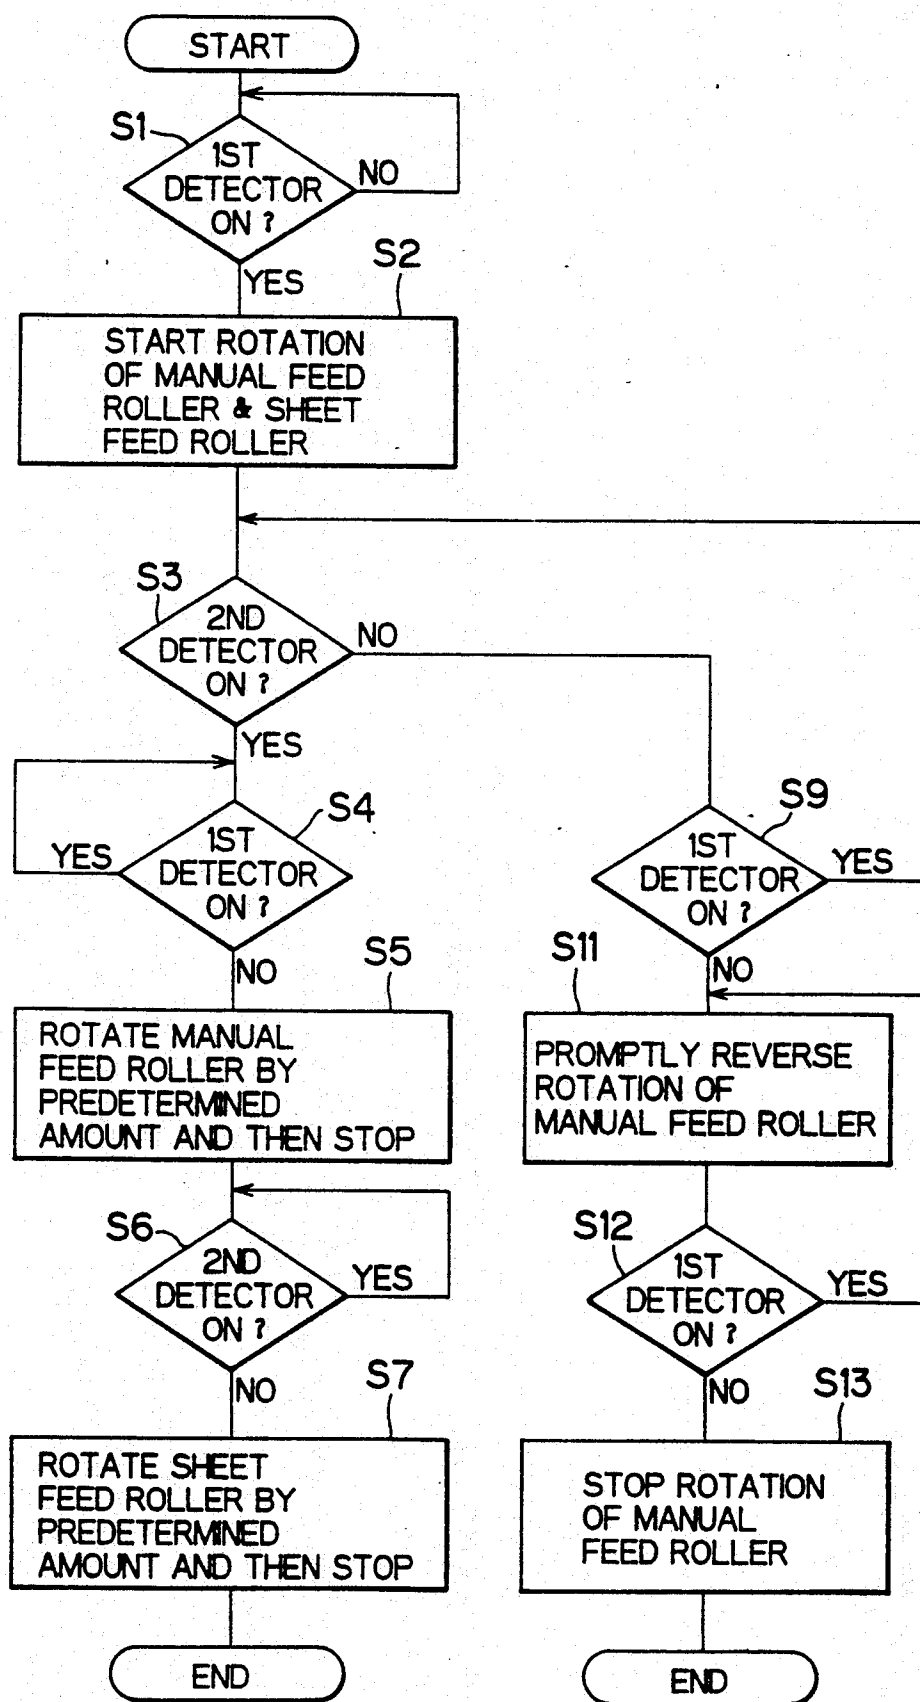 START
S1
1ST
DETECTOR
ON ?
NO
YES
S2
START ROTATION
OF MANUAL FEED
ROLLER & SHEET
FEED ROLLER
S3
2ND
DETECTOR
ON ?
NO
YES
S4
1ST
DETECTOR
ON ?
YES
NO
S5
ROTATE MANUAL
FEED ROLLER BY
PREDETERMINED
AMOUNT AND THEN STOP
S6
2ND
DETECTOR
ON ?
YES
NO
S7
ROTATE SHEET
FEED ROLLER BY
PREDETERMINED
AMOUNT AND THEN STOP
END
S9
1ST
DETECTOR
ON ?
YES
NO
S11
PROMPTLY REVERSE
ROTATION OF
MANUAL FEED ROLLER
S12
1ST
DETECTOR
ON ?
YES
NO
S13
STOP ROTATION
OF MANUAL
FEED ROLLER
END